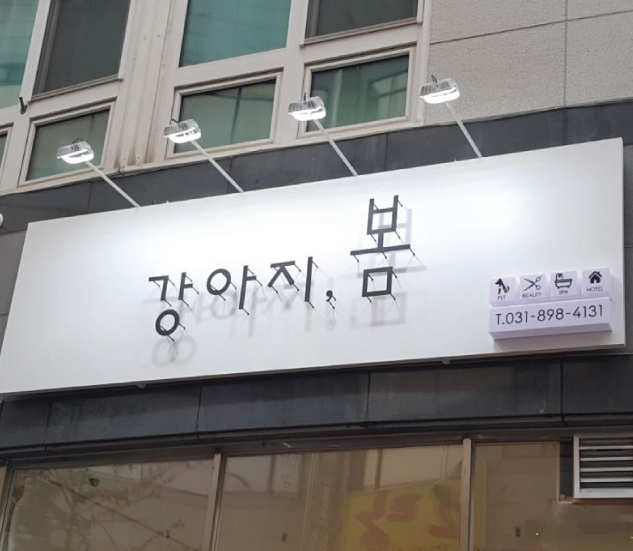 강아지, 봄
PET BEAUTY SPA HOTEL
T.031-898-4131